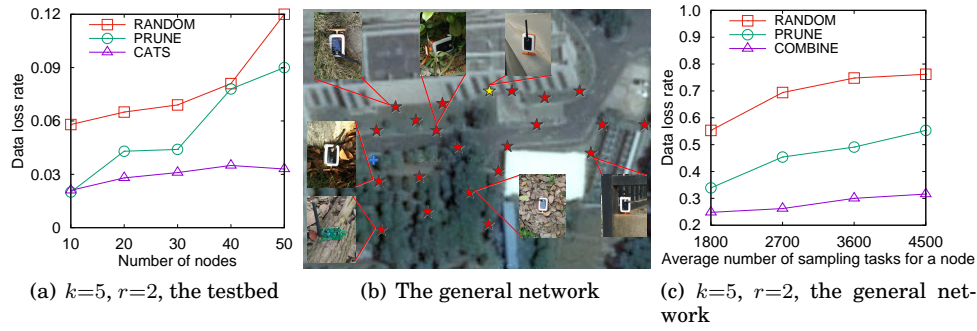 0.12
0.09
0.06
0.03
0
Data loss rate
RANDOM
PRUNE
CATS
10 20 30 40 50
Number of nodes
(a) k=5, r=2, the testbed
(b) The general network
1.0
0.9
0.8
0.7
0.6
0.5
0.4
0.3
0.2
Data loss rate
RANDOM
PRUNE
COMBINE
1800 2700 3600 4500
Average number of sampling tasks for a node
(c) k=5, r=2, the general net-
work